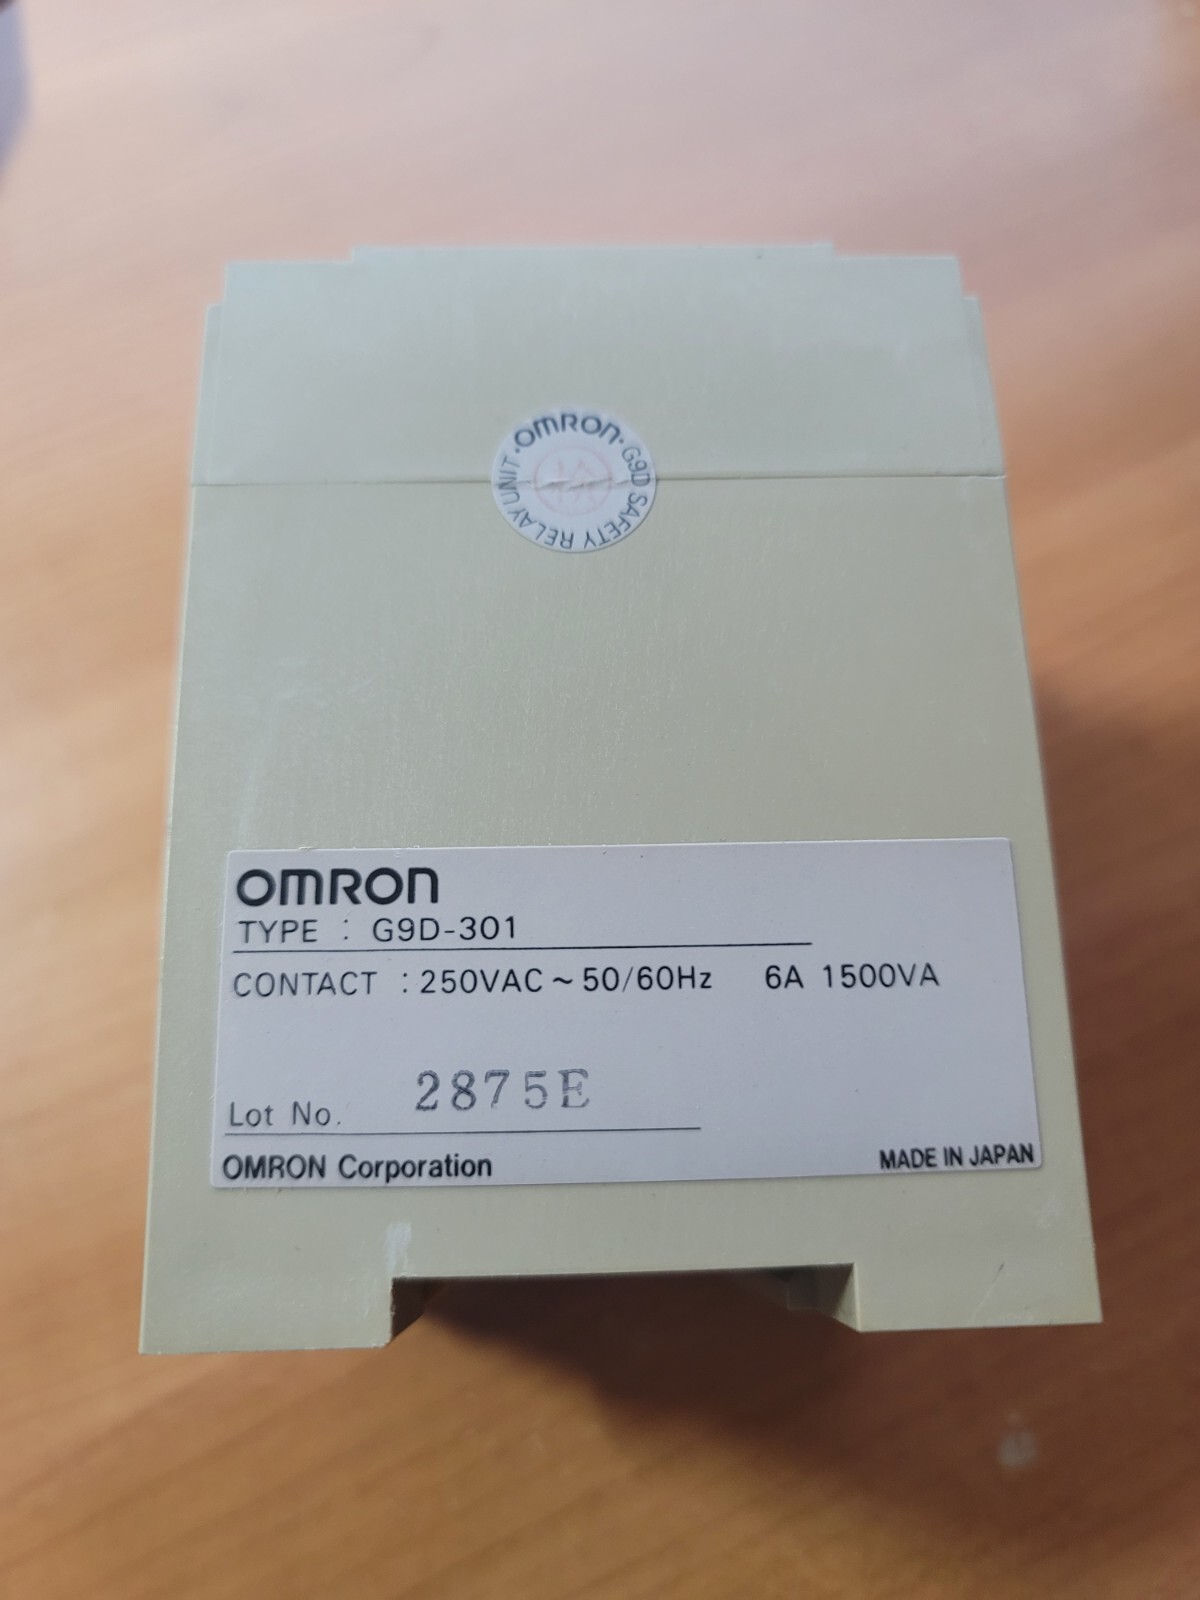 OMRON · G9D SAFETY RELAY UNIT ·
検
OMRON
TYPE : G9D-301
CONTACT : 250VAC ~ 50/60Hz 6A 1500VA
2875E
Lot No.
OMRON Corporation MADE IN JAPAN